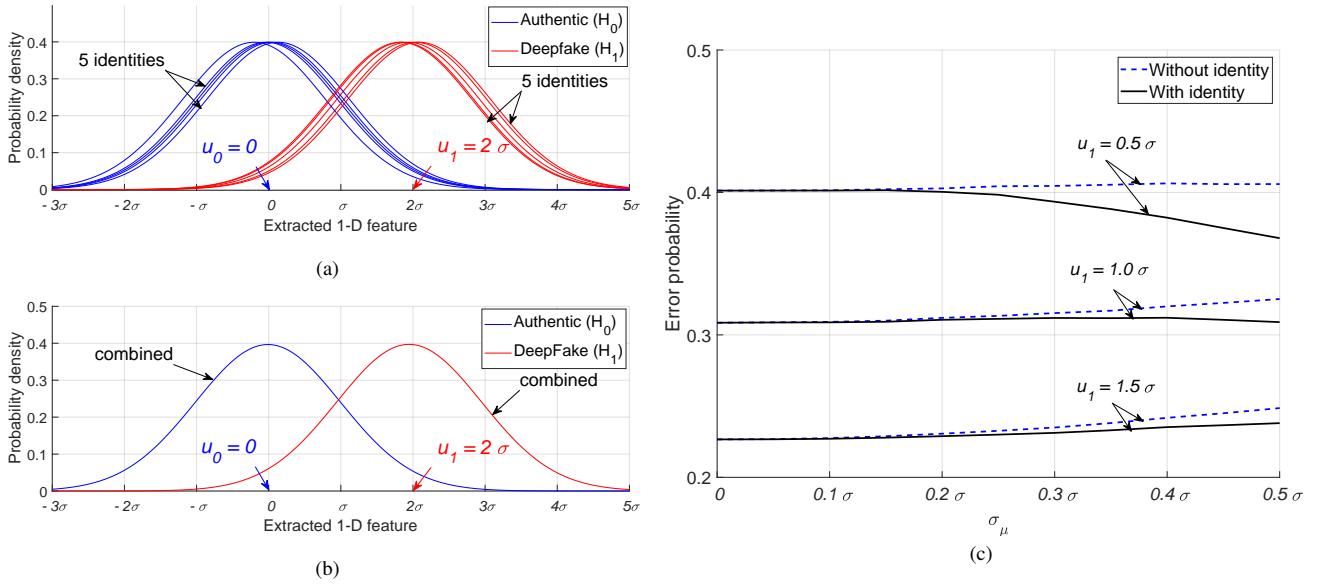 0.5
0.4
0.3
0.2
0.1
0
Probability density
Authentic (H0)
Deepfake (H1)
5 identities
5 identities
u0 = 0
u1 = 2 σ
- 3σ - 2σ - σ 0 σ 2σ 3σ 4σ 5σ
Extracted 1-D feature
(a)
0.5
0.4
0.3
0.2
0.1
0
Probability density
Authentic (H0)
DeepFake (H1)
combined
combined
u0 = 0
u1 = 2 σ
- 3σ - 2σ - σ 0 σ 2σ 3σ 4σ 5σ
Extracted 1-D feature
(b)
0.5
0.4
0.3
0.2
Error probability
Without identity
With identity
u1 = 0.5 σ
u1 = 1.0 σ
u1 = 1.5 σ
0 0.1 σ 0.2 σ 0.3 σ 0.4 σ 0.5 σ
σμ
(c)